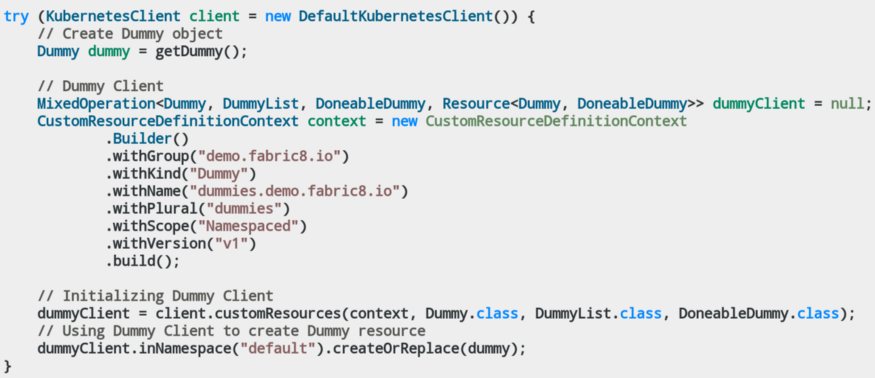 try (KubernetesClient client = new DefaultKubernetesClient()) {
    // Create Dummy object
    Dummy dummy = getDummy();

    // Dummy Client
    MixedOperation<Dummy, DummyList, DoneableDummy, Resource<Dummy, DoneableDummy>> dummyClient = null;
    CustomResourceDefinitionContext context = new CustomResourceDefinitionContext
            .Builder()
            .withGroup("demo.fabric8.io")
            .withKind("Dummy")
            .withName("dummies.demo.fabric8.io")
            .withPlural("dummies")
            .withScope("Namespaced")
            .withVersion("v1")
            .build();

    // Initializing Dummy Client
    dummyClient = client.customResources(context, Dummy.class, DummyList.class, DoneableDummy.class);
    // Using Dummy Client to create Dummy resource
    dummyClient.inNamespace("default").createOrReplace(dummy);
}